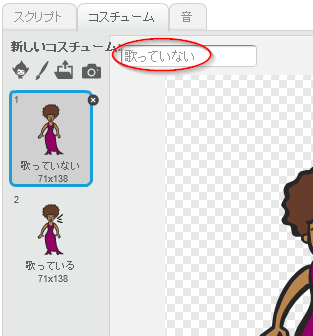 スクリプト コスチューム 音
新しいコスチューム:
歌っていない
1
歌っていない
71x138
2
歌っている
71x138